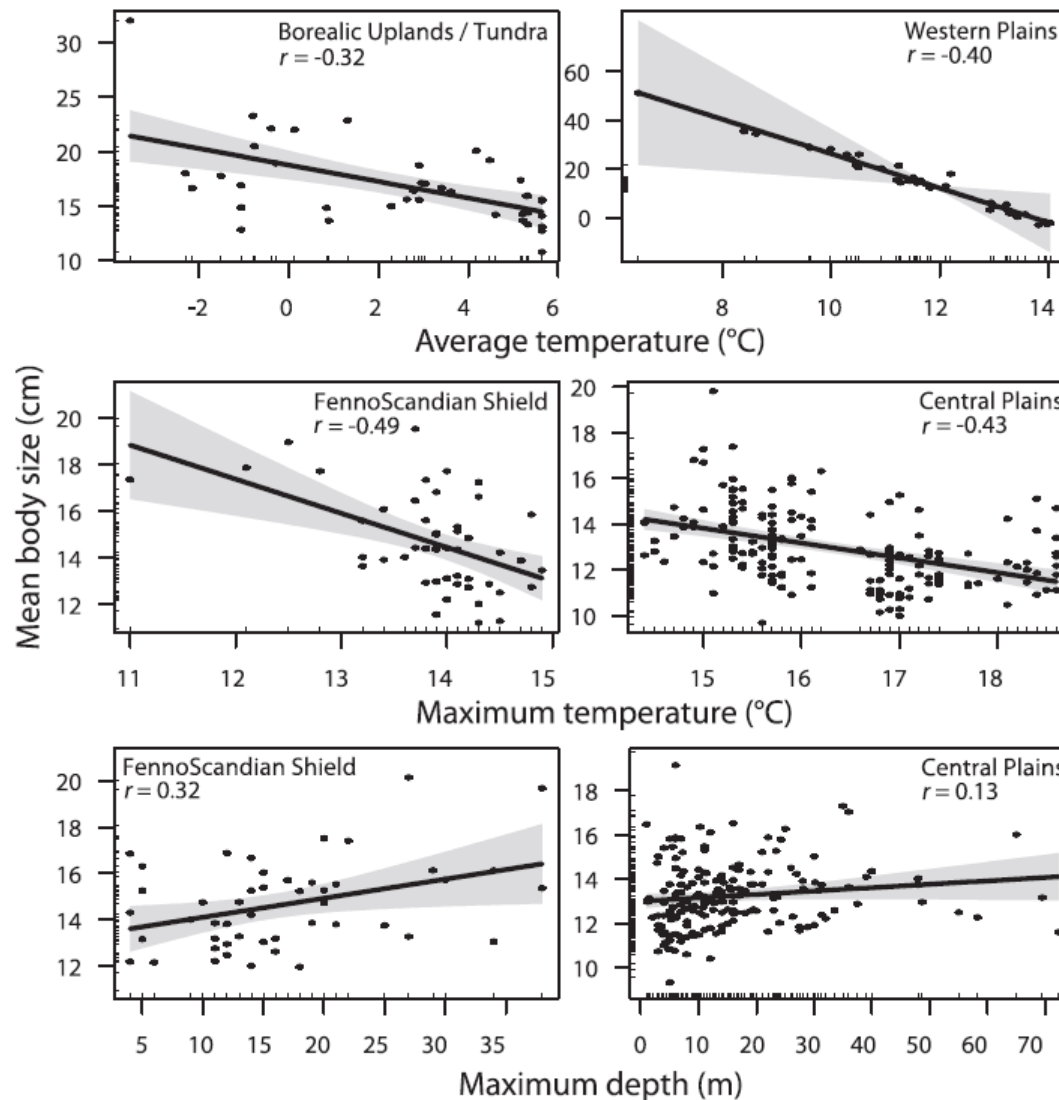 Borealic Uplands / Tundra
r = -0.32
30
25
20
15
10
-2 0 2 4 6
Western Plains
r = -0.40
60
40
20
0
8 10 12 14
Average temperature (°C)
Mean body size (cm)
FennoScandian Shield
r = -0.49
20
18
16
14
12
11 12 13 14 15
Central Plains
r = -0.43
20
18
16
14
12
10
15 16 17 18
Maximum temperature (°C)
FennoScandian Shield
r = 0.32
20
18
16
14
12
5 10 15 20 25 30 35
Central Plains
r = 0.13
18
16
14
12
10
0 10 20 30 40 50 60 70
Maximum depth (m)